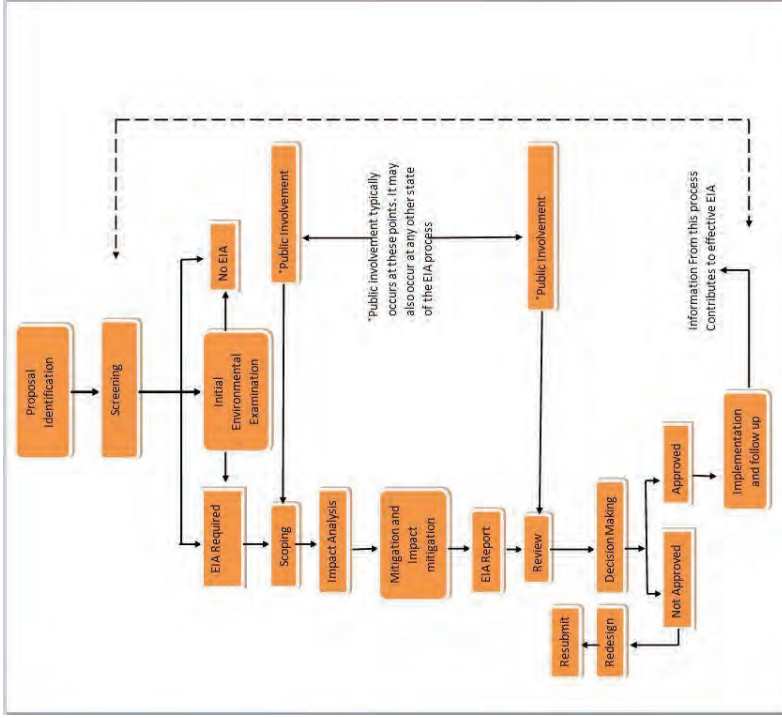 Proposal
Identification
Screening
EIA Required
Initial
Environmental
Examination
No EIA
Scoping
*Public Involvement
Impact Analysis
Mitigation and
Impact
mitigation
*Public involvement typically
occurs at these points. It may
also occur at any other state
of the EIA process
EIA Report
Review
*Public Involvement
Decision Making
Not Approved
Approved
Redesign
Resubmit
Implementation
and follow up
Information From this process
Contributes to effective EIA